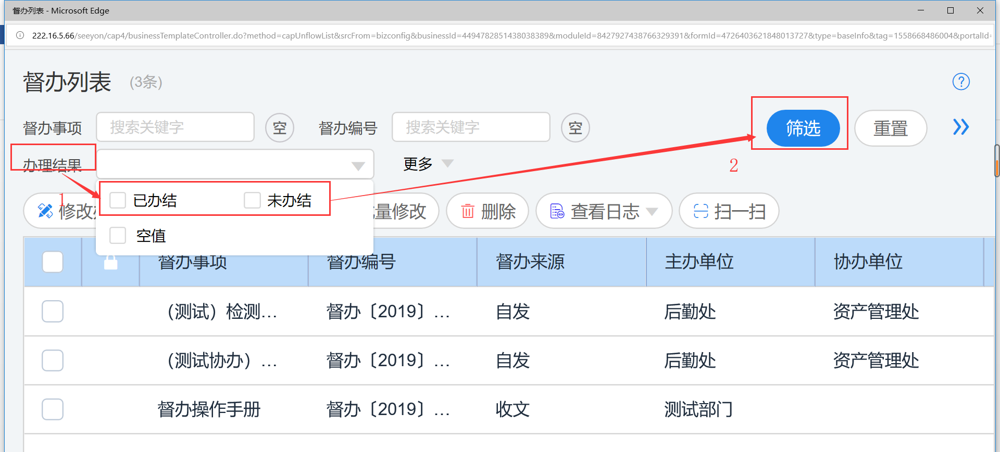 督办列表 - Microsoft Edge
222.16.5.66/seeyon/cap4/businessTemplateController.do?method=capUnflowList&srcFrom=bizconfig&businessId=4494782851438038389&moduleId=8427927438766329391&formId=4726403621848013727&type=baseInfo&tag=1558668486004&portalId=
督办列表 (3条) ?
督办事项 搜索关键字 空 督办编号 搜索关键字 空 筛选 重置
办理结果 更多
2
1
已办结 未办结
修改 量修改 删除 查看日志 扫一扫
空值
督办事项 督办编号 督办来源 主办单位 协办单位
（测试）检测... 督办〔2019〕... 自发 后勤处 资产管理处
（测试协办）... 督办〔2019〕... 自发 后勤处 资产管理处
督办操作手册 督办〔2019〕... 收文 测试部门